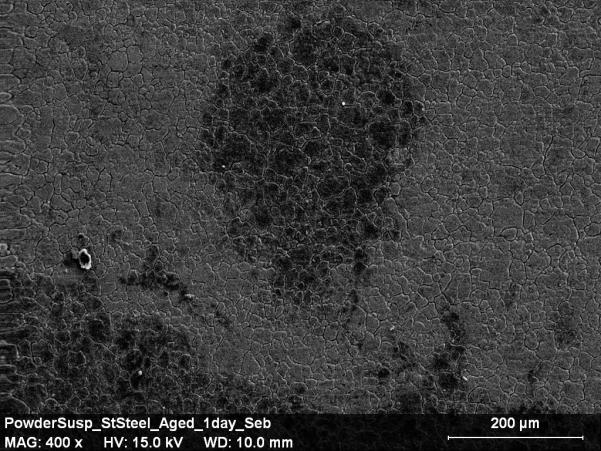 PowderSusp_StSteel_Aged_1day_Seb
MAG: 400 x HV: 15.0 kV WD: 10.0 mm
200 µm